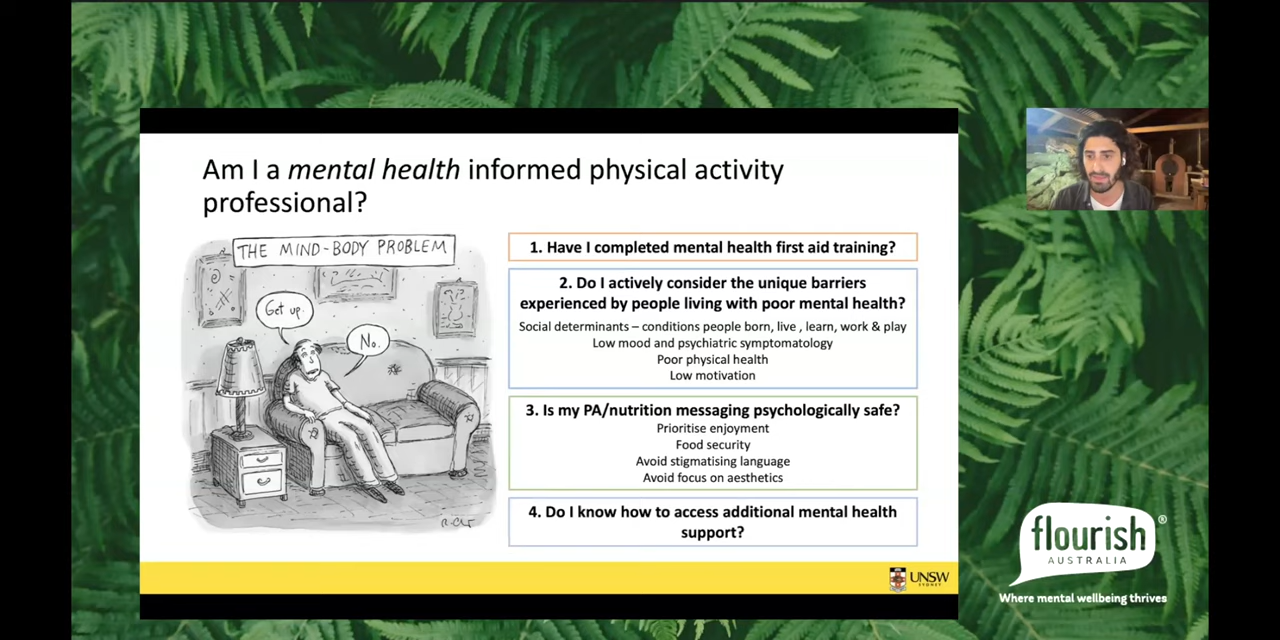 Am I a mental health informed physical activity
professional?
THE MIND-BODY PROBLEM
Get up.
No.
R. Ch
1. Have I completed mental health first aid training?
2. Do I actively consider the unique barriers
experienced by people living with poor mental health?
Social determinants – conditions people born, live , learn, work & play
Low mood and psychiatric symptomatology
Poor physical health
Low motivation
3. Is my PA/nutrition messaging psychologically safe?
Prioritise enjoyment
Food security
Avoid stigmatising language
Avoid focus on aesthetics
4. Do I know how to access additional mental health
support?
UNSW
SYDNEY
flourish®
AUSTRALIA
Where mental wellbeing thrives